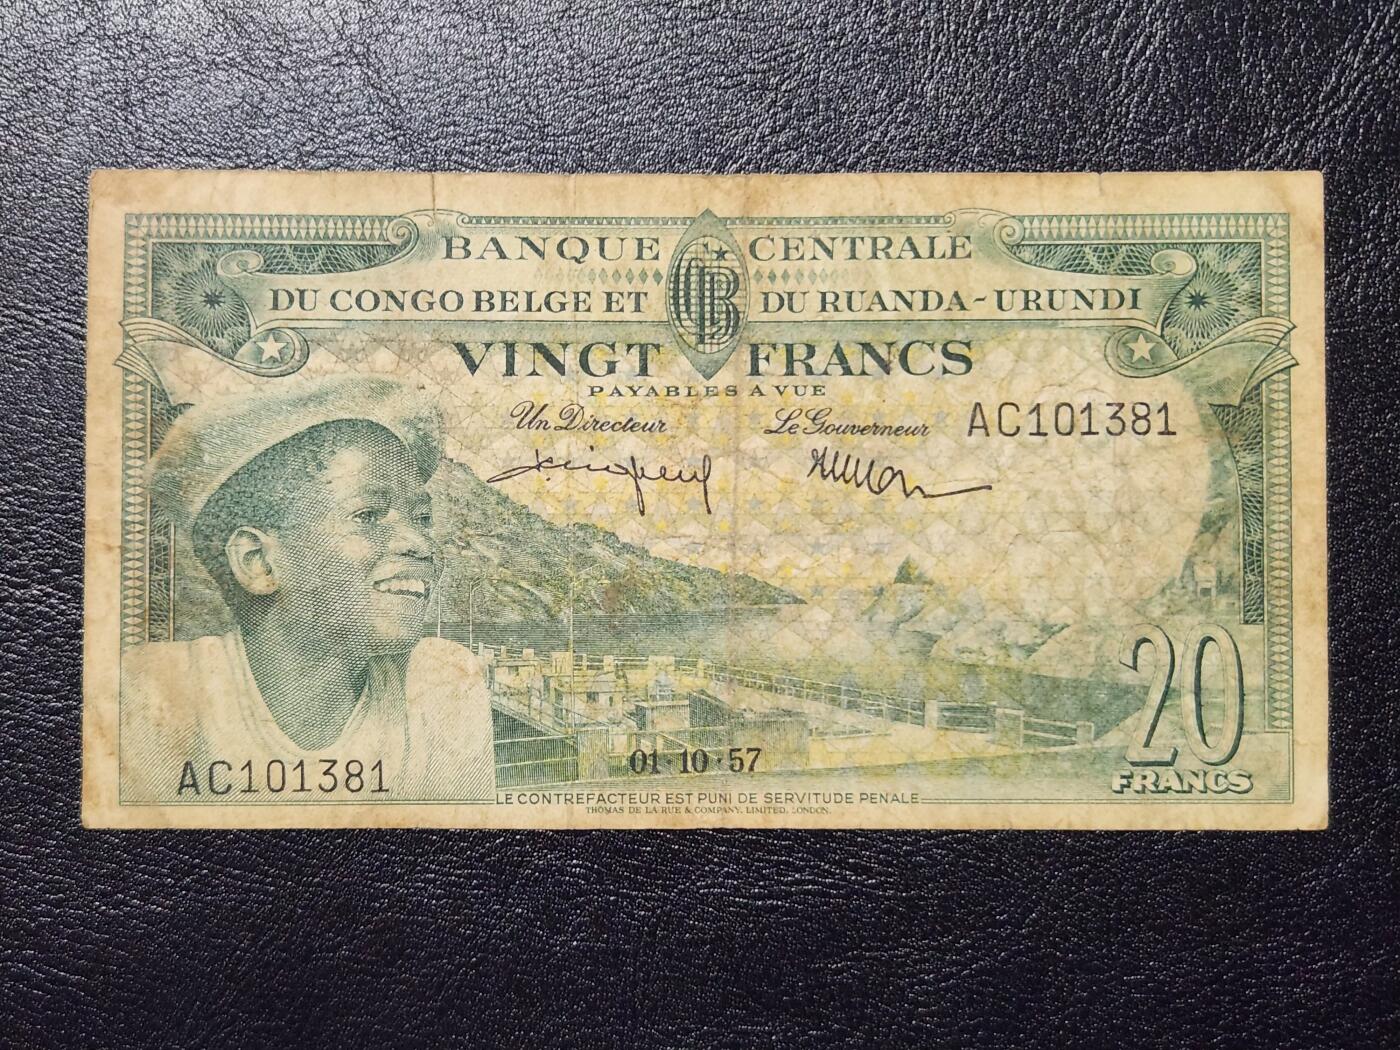 BANQUE CENTRALE
DU CONGO BELGE ET DU RUANDA-URUNDI
VINGT FRANCS
PAYABLES A VUE
Un Directeur Le Gouverneur
AC101381
20
FRANCS
AC101381
01·10·57
LE CONTREFACTEUR EST PUNI DE SERVITUDE PENALE
THOMAS DE LA RUE & COMPANY, LIMITED, LONDON.